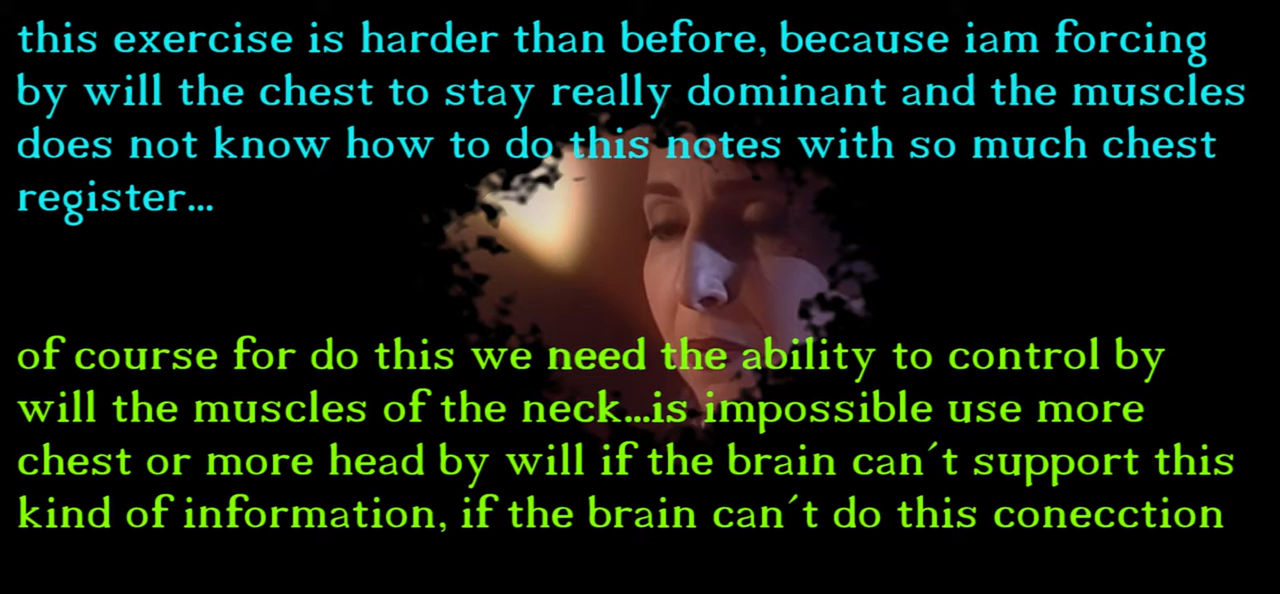 this exercise is harder than before, because iam forcing
by will the chest to stay really dominant and the muscles
does not know how to do this notes with so much chest
register...
of course for do this we need the ability to control by
will the muscles of the neck...is impossible use more
chest or more head by will if the brain can´t support this
kind of information, if the brain can´t do this conecction